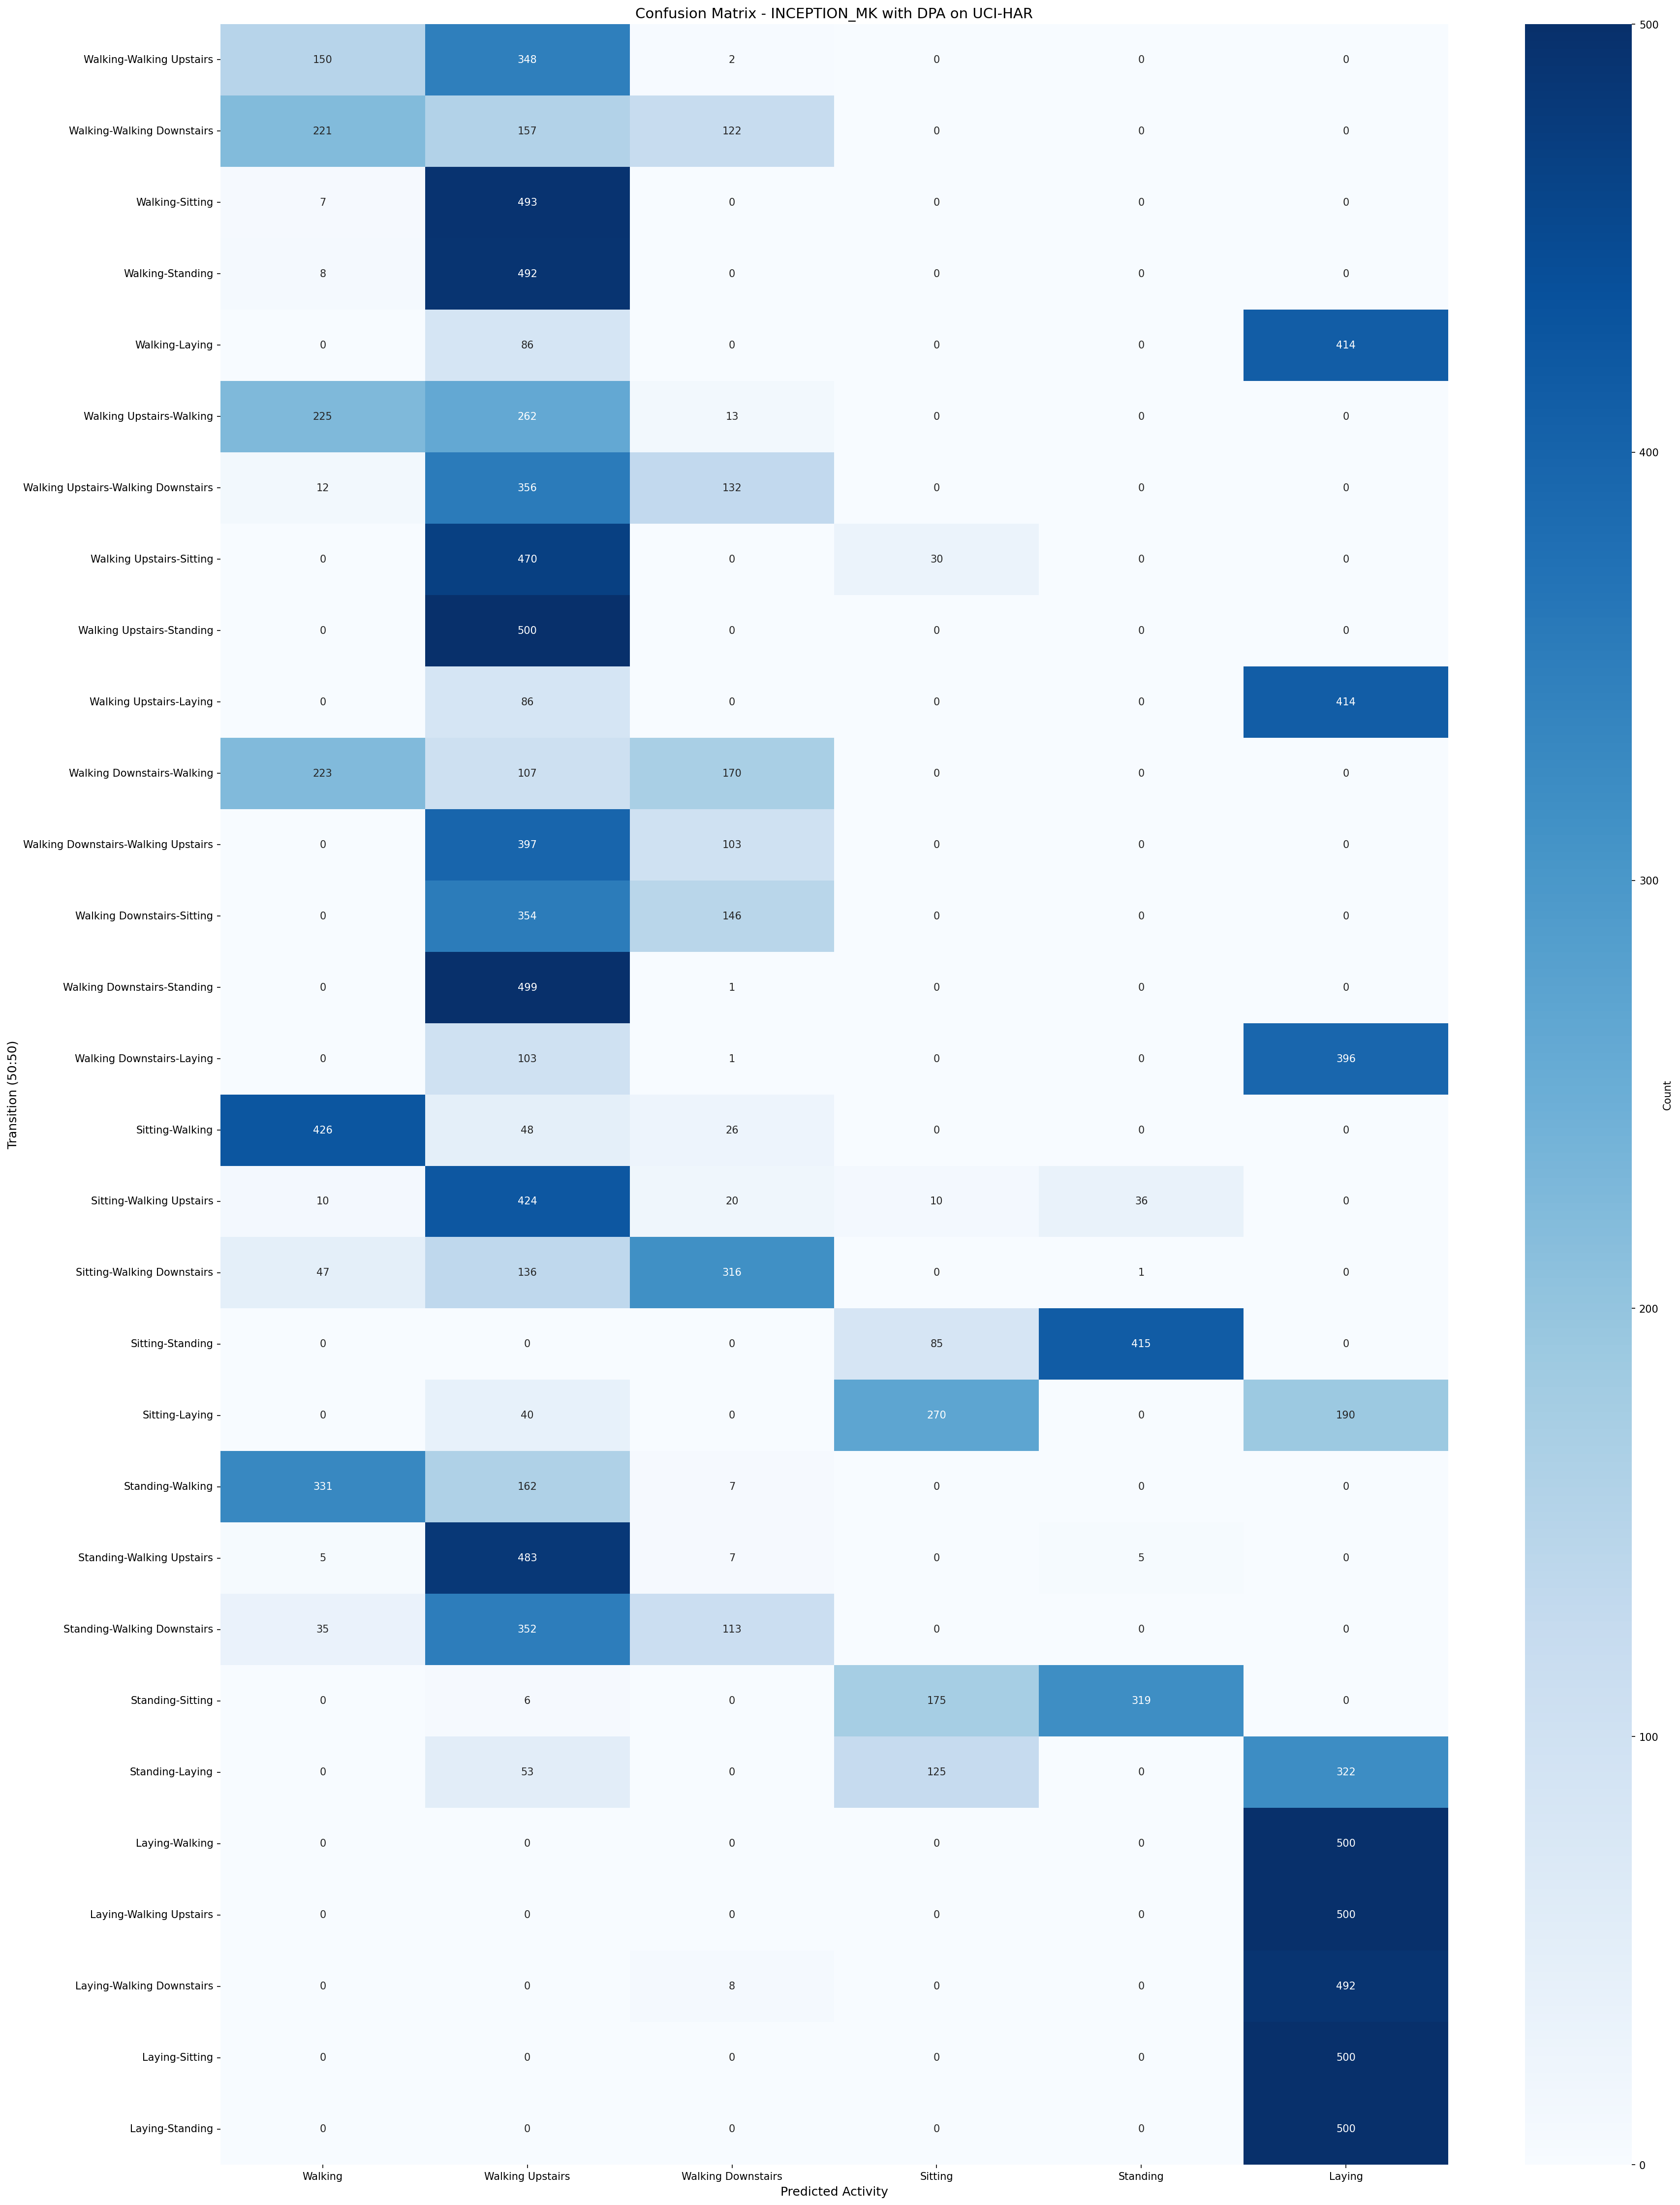 Confusion Matrix - INCEPTION_MK with DPA on UCI-HAR
Transition (50:50)
Walking-Walking Upstairs 150 348 2 0 0 0
Walking-Walking Downstairs 221 157 122 0 0 0
Walking-Sitting 7 493 0 0 0 0
Walking-Standing 8 492 0 0 0 0
Walking-Laying 0 86 0 0 0 414
Walking Upstairs-Walking 225 262 13 0 0 0
Walking Upstairs-Walking Downstairs 12 356 132 0 0 0
Walking Upstairs-Sitting 0 470 0 30 0 0
Walking Upstairs-Standing 0 500 0 0 0 0
Walking Upstairs-Laying 0 86 0 0 0 414
Walking Downstairs-Walking 223 107 170 0 0 0
Walking Downstairs-Walking Upstairs 0 397 103 0 0 0
Walking Downstairs-Sitting 0 354 146 0 0 0
Walking Downstairs-Standing 0 499 1 0 0 0
Walking Downstairs-Laying 0 103 1 0 0 396
Sitting-Walking 426 48 26 0 0 0
Sitting-Walking Upstairs 10 424 20 10 36 0
Sitting-Walking Downstairs 47 136 316 0 1 0
Sitting-Standing 0 0 0 85 415 0
Sitting-Laying 0 40 0 270 0 190
Standing-Walking 331 162 7 0 0 0
Standing-Walking Upstairs 5 483 7 0 5 0
Standing-Walking Downstairs 35 352 113 0 0 0
Standing-Sitting 0 6 0 175 319 0
Standing-Laying 0 53 0 125 0 322
Laying-Walking 0 0 0 0 0 500
Laying-Walking Upstairs 0 0 0 0 0 500
Laying-Walking Downstairs 0 0 8 0 0 492
Laying-Sitting 0 0 0 0 0 500
Laying-Standing 0 0 0 0 0 500
Walking Walking Upstairs Walking Downstairs Sitting Standing Laying
Predicted Activity
500
400
300
200
100
0
Count